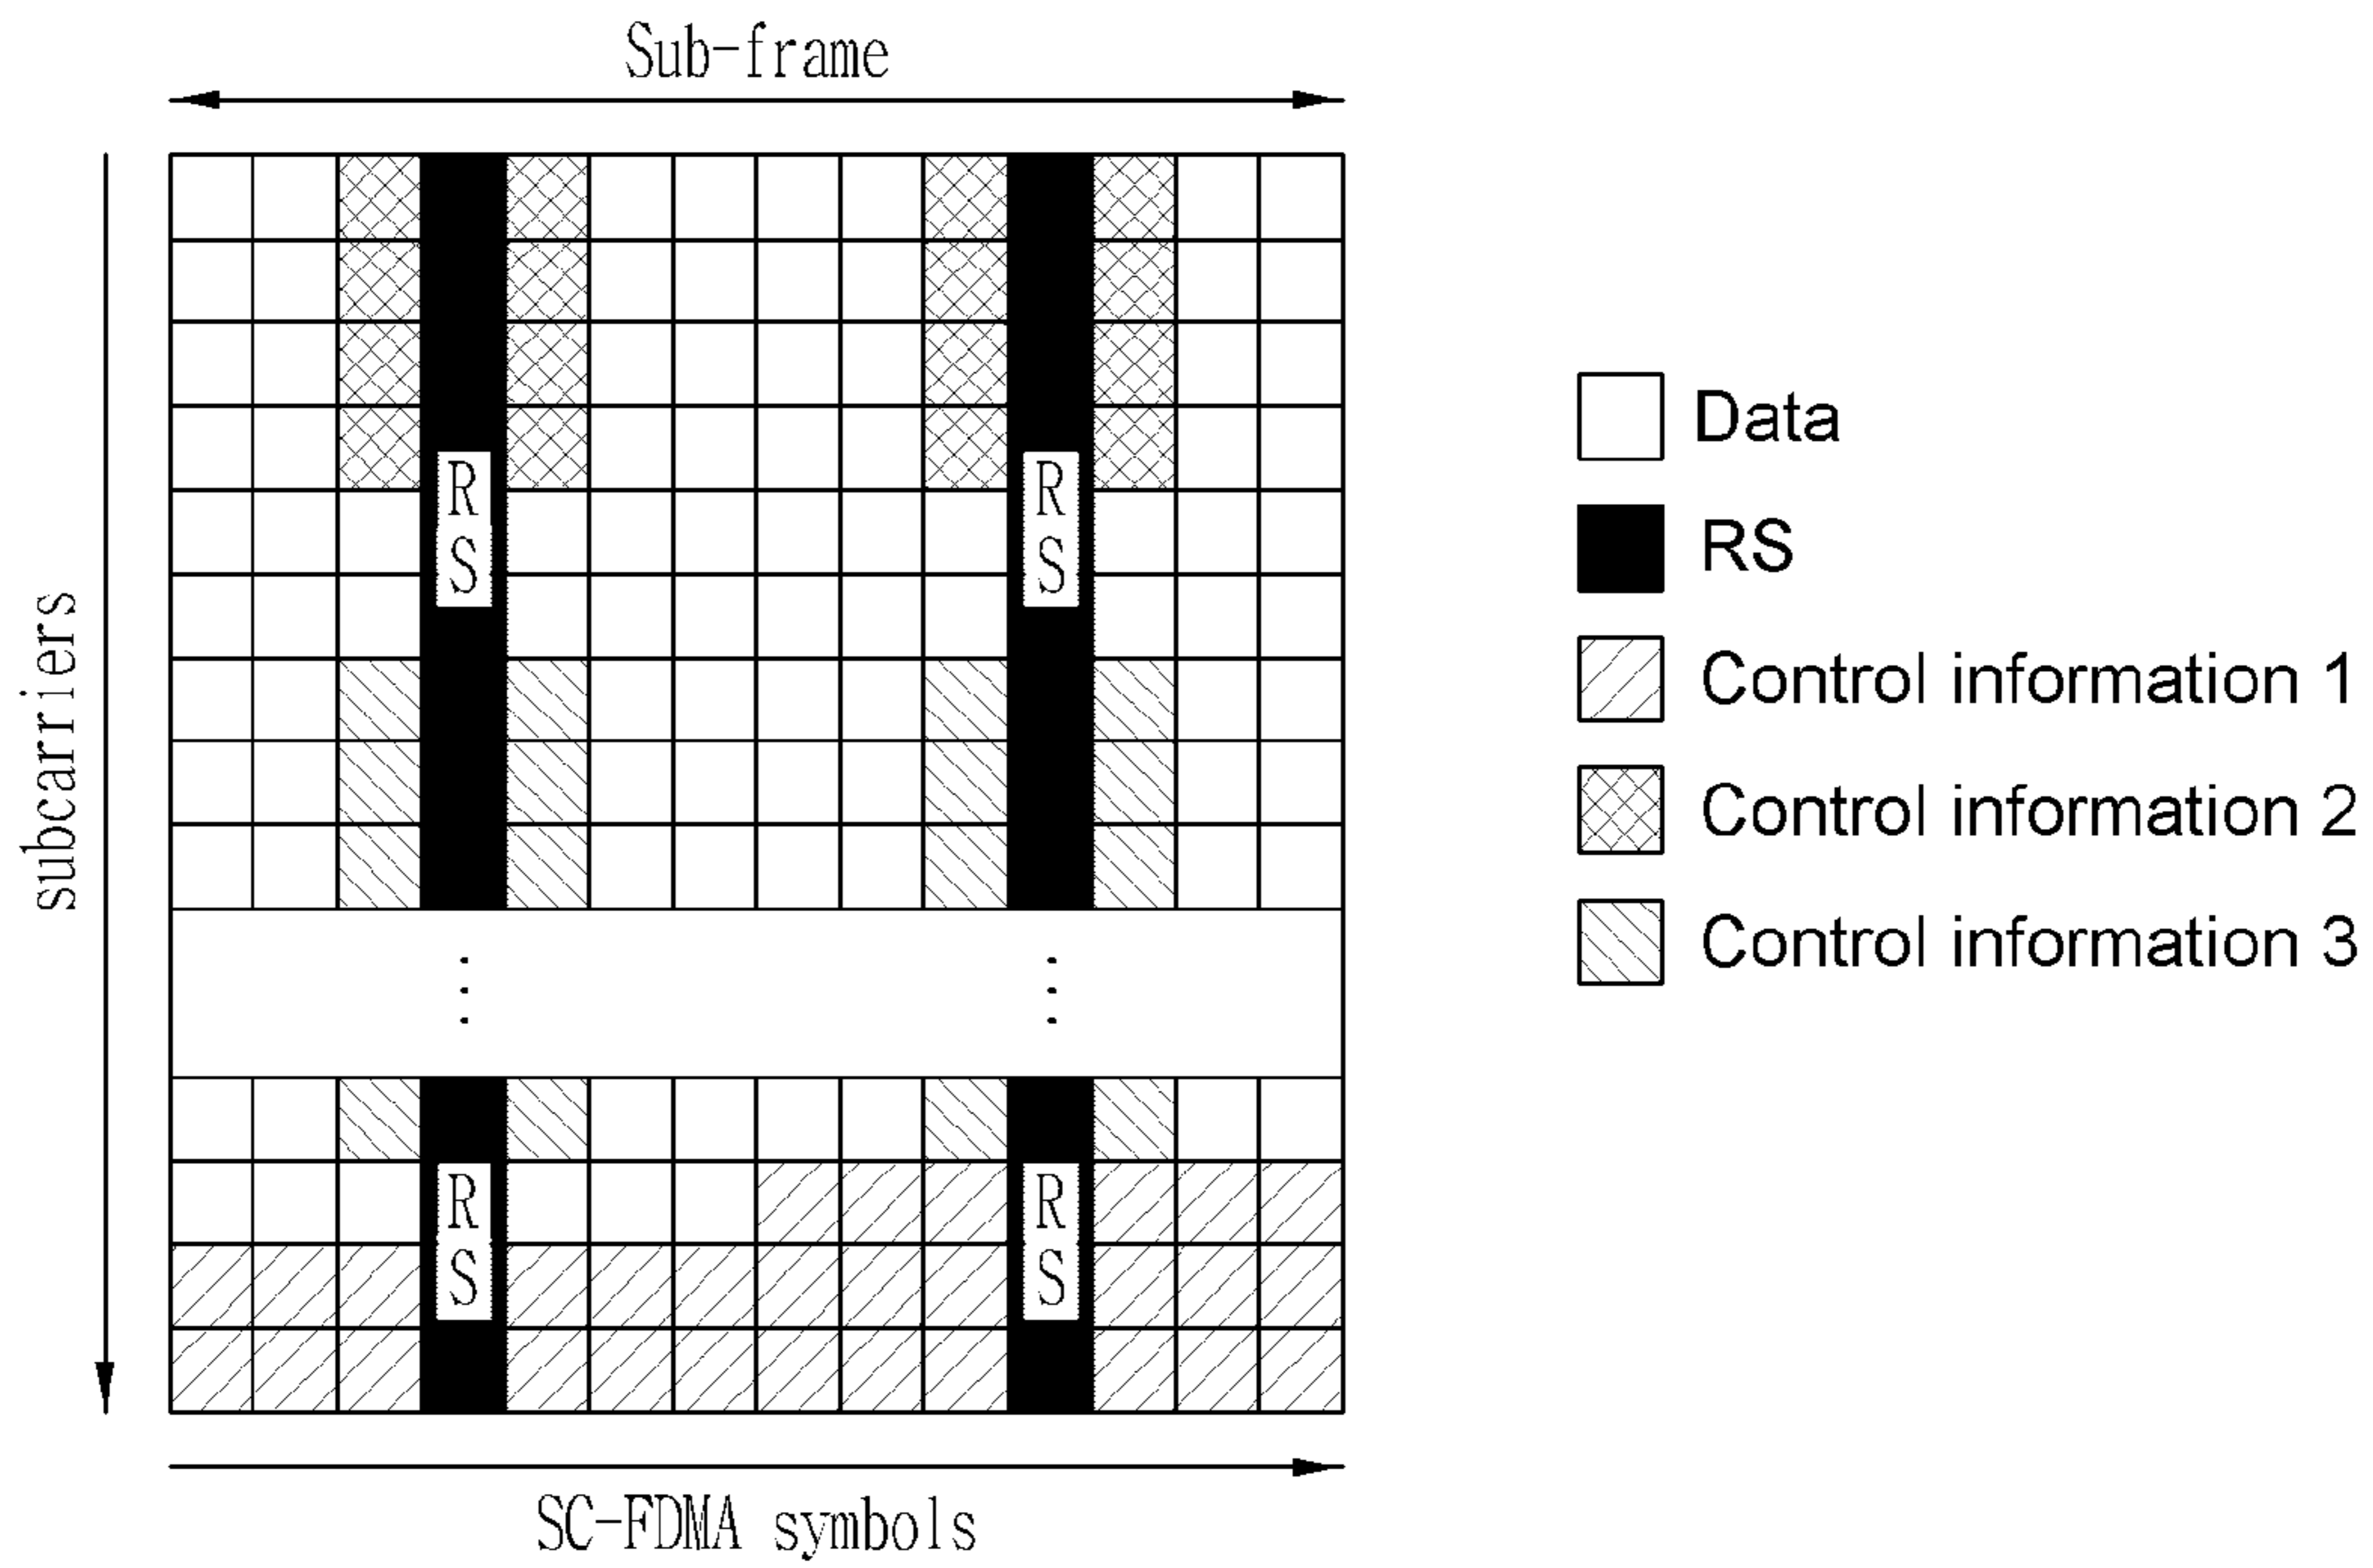 Sub-frame
subcarriers
RS
RS
RS
RS
SC-FDMA symbols
Data
RS
Control information 1
Control information 2
Control information 3